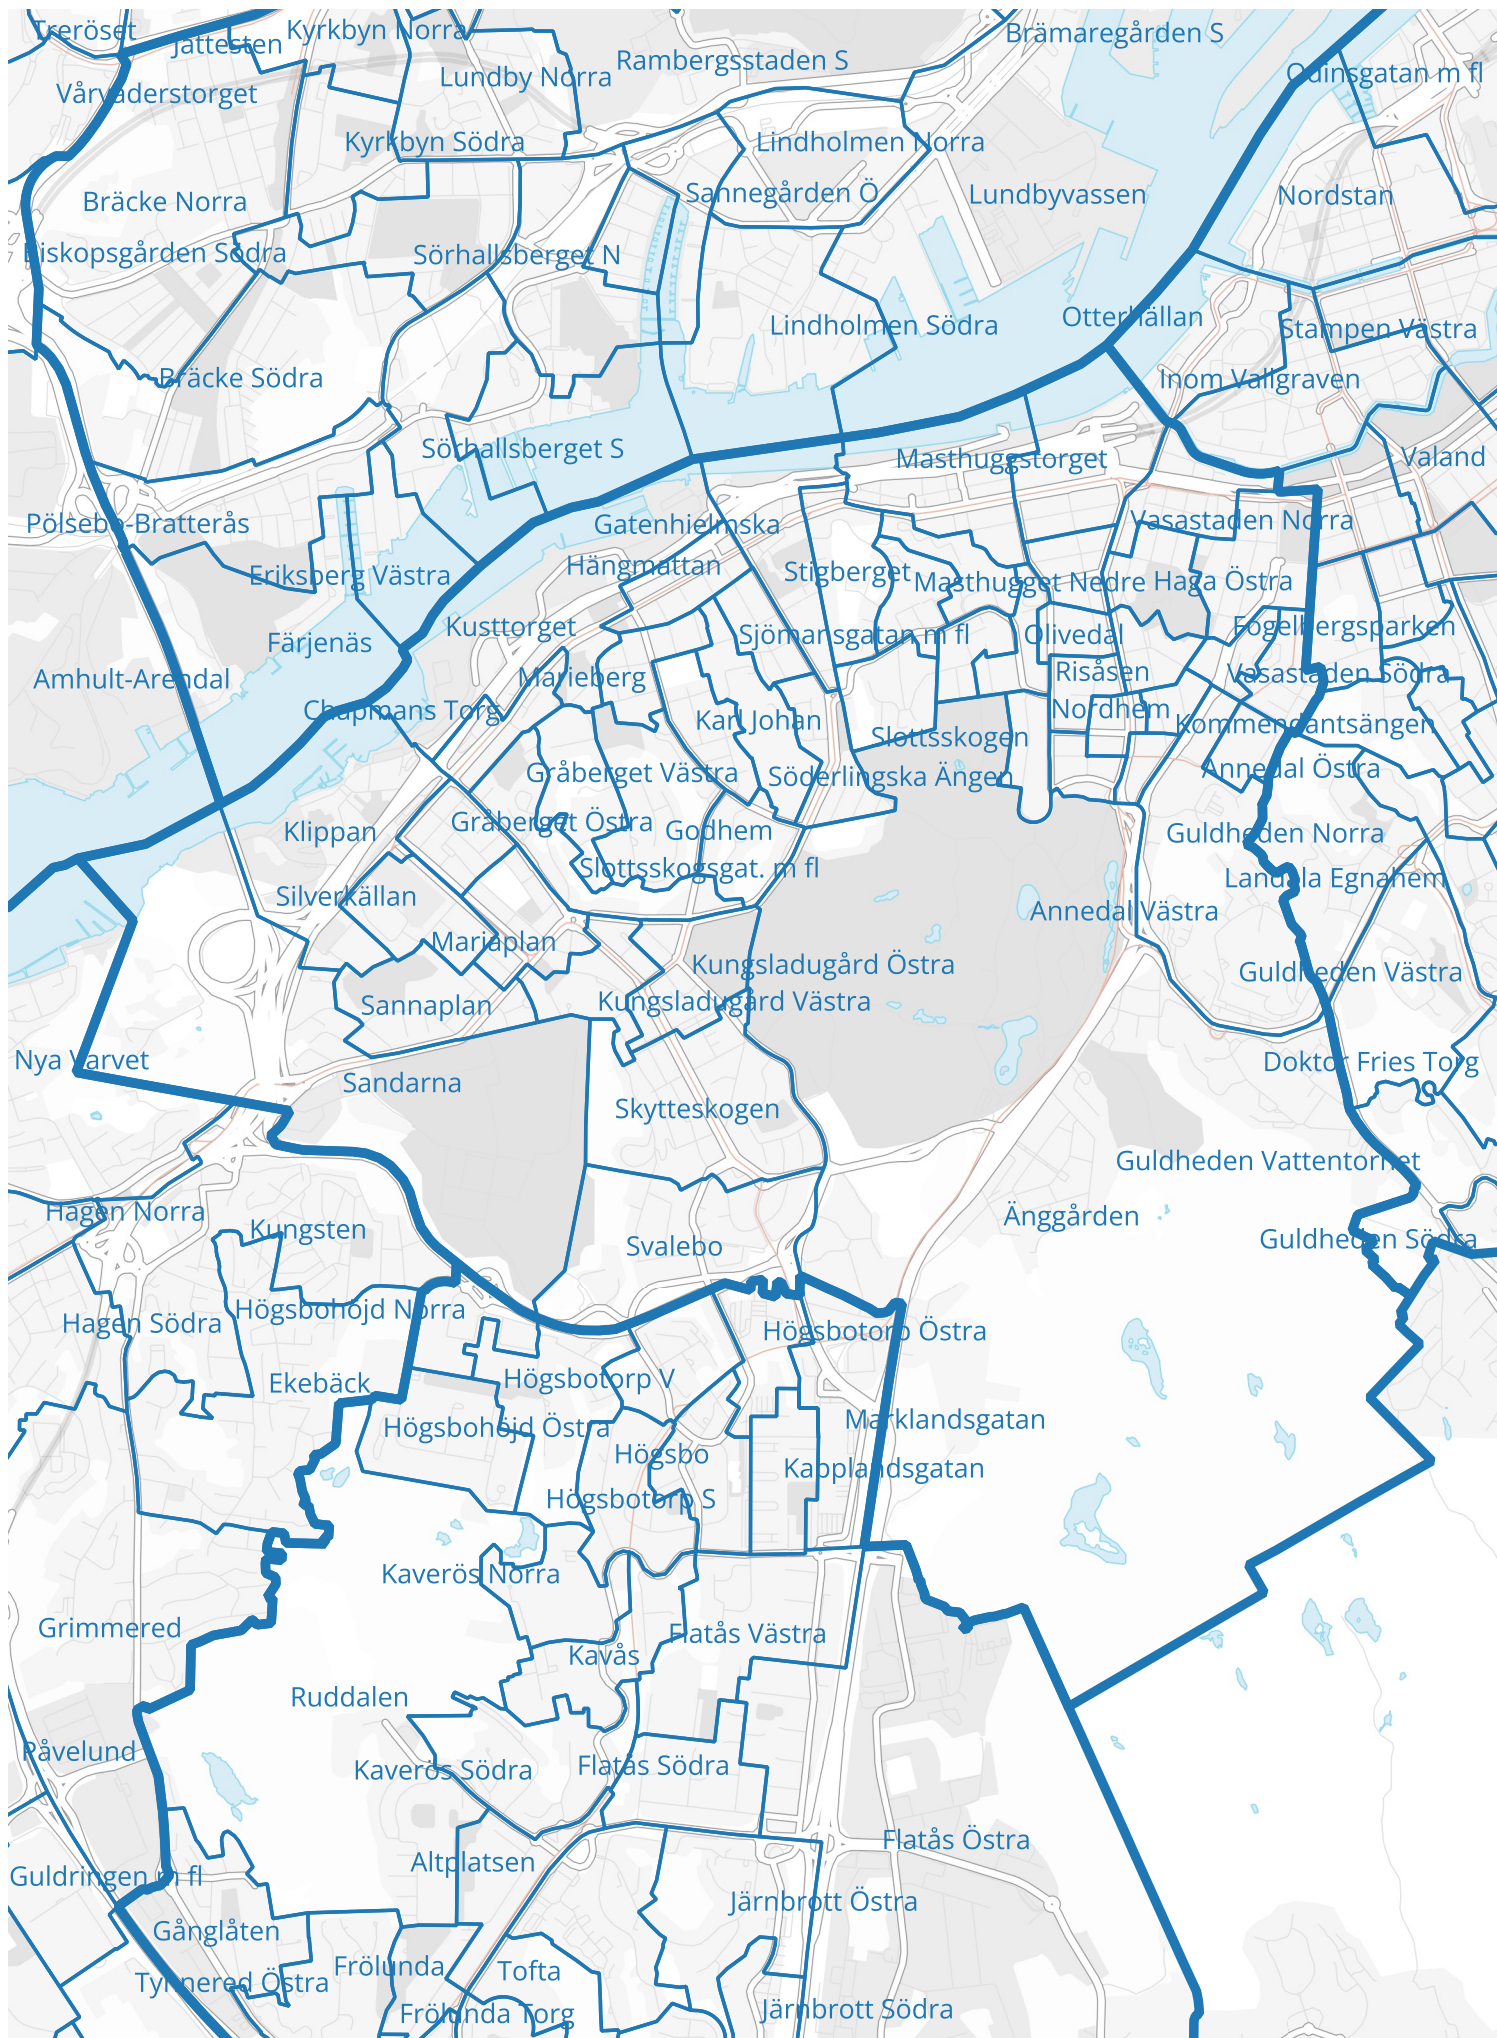 Treröset
Kyrkbyn Norra
Brämaregården S
Jättesten
Rambergsstaden S
Lundby Norra
Odinsgatan m fl
Vårväderstorget
Kyrkbyn Södra
Lindholmen Norra
Bräcke Norra
Sannegården Ö
Lundbyvassen
Nordstan
Biskopsgården Södra
Sörhallsberget N
Lindholmen Södra
Otterhällan
Stampen Västra
Bräcke Södra
Inom Vallgraven
Sörhallsberget S
Masthuggstorget
Valand
Pölsebo-Bratterås
Gatenhielmska
Vasastaden Norra
Eriksberg Västra
Hängmattan
Stigberget
Masthugget Nedre
Haga Östra
Färjenäs
Kusttorget
Sjömansgatan m fl
Olivedal
Fogelbergsparken
Amhult-Arendal
Marieberg
Risåsen
Vasastaden Södra
Chapmans Torg
Karl Johan
Nordhem
Kommendantsängen
Slottsskogen
Gråberget Västra
Söderlingska Ängen
Annedal Östra
Klippan
Gråberget Östra
Godhem
Guldheden Norra
Slottsskogsgat. m fl
Landala Egnahem
Silverkällan
Annedal Västra
Mariaplan
Kungsladugård Östra
Guldheden Västra
Sannaplan
Kungsladugård Västra
Nya Varvet
Sandarna
Doktor Fries Torg
Skytteskogen
Guldheden Vattentornet
Hagen Norra
Kungsten
Änggården
Svalebo
Guldheden Södra
Hagen Södra
Högsbohöjd Norra
Högsbotorp Östra
Ekebäck
Högsbotorp V
Högsbohöjd Östra
Marklandsgatan
Högsbo
Kapplandsgatan
Högsbotorp S
Kaverös Norra
Grimmered
Flatås Västra
Kavås
Ruddalen
Påvelund
Kaverös Södra
Flatås Södra
Flatås Östra
Altplatsen
Guldringen m fl
Järnbrott Östra
Gånglåten
Tynnered Östra
Frölunda
Tofta
Frölunda Torg
Järnbrott Södra